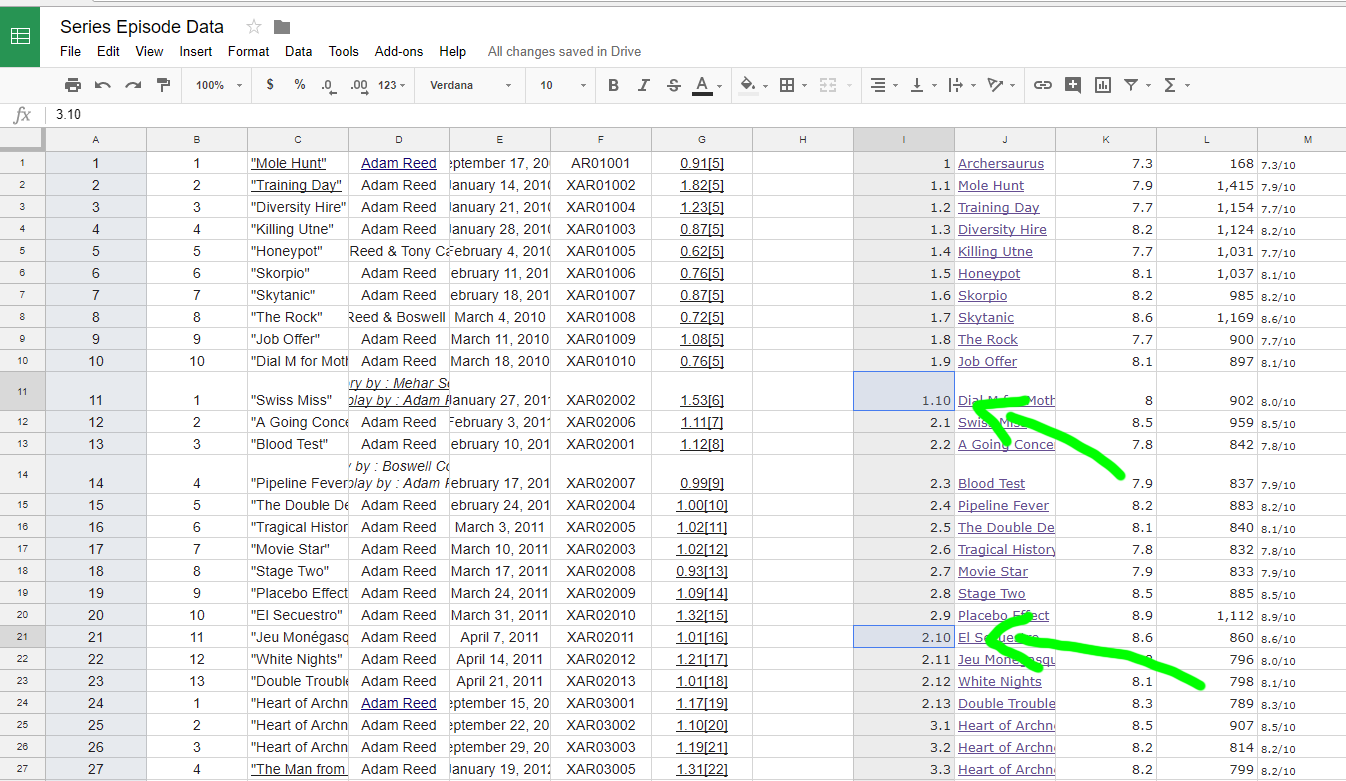 Series Episode Data
File Edit View Insert Format Data Tools Add-ons Help All changes saved in Drive
100% $ % .0 .00 123 Verdana 10 B I S A
fx 3.10
A B C D E F G H I J K L M
1 1 1 "Mole Hunt" Adam Reed eptember 17, 20 AR01001 0.91[5] 1 Archersaurus 7.3 168 7.3/10
2 2 2 "Training Day" Adam Reed January 14, 2010 XAR01002 1.82[5] 1.1 Mole Hunt 7.9 1,415 7.9/10
3 3 3 "Diversity Hire" Adam Reed January 21, 2010 XAR01004 1.23[5] 1.2 Training Day 7.7 1,154 7.7/10
4 4 4 "Killing Utne" Adam Reed January 28, 2010 XAR01003 0.87[5] 1.3 Diversity Hire 8.2 1,124 8.2/10
5 5 5 "Honeypot" Reed & Tony Ca February 4, 2010 XAR01005 0.62[5] 1.4 Killing Utne 7.7 1,031 7.7/10
6 6 6 "Skorpio" Adam Reed ebruary 11, 201 XAR01006 0.76[5] 1.5 Honeypot 8.1 1,037 8.1/10
7 7 7 "Skytanic" Adam Reed ebruary 18, 201 XAR01007 0.87[5] 1.6 Skorpio 8.2 985 8.2/10
8 8 8 "The Rock" Reed & Boswell March 4, 2010 XAR01008 0.72[5] 1.7 Skytanic 8.6 1,169 8.6/10
9 9 9 "Job Offer" Adam Reed March 11, 2010 XAR01009 1.08[5] 1.8 The Rock 7.7 900 7.7/10
10 10 10 "Dial M for Moth Adam Reed March 18, 2010 XAR01010 0.76[5] 1.9 Job Offer 8.1 897 8.1/10
ry by : Mehar Se
11 11 1 "Swiss Miss" play by : Adam R January 27, 2011 XAR02002 1.53[6] 1.10 Dial M for Moth 8 902 8.0/10
12 12 2 "A Going Conce Adam Reed February 3, 2011 XAR02006 1.11[7] 2.1 Swiss Miss 8.5 959 8.5/10
13 13 3 "Blood Test" Adam Reed ebruary 10, 201 XAR02001 1.12[8] 2.2 A Going Conce 7.8 842 7.8/10
y by : Boswell Co
14 14 4 "Pipeline Fever" play by : Adam R ebruary 17, 201 XAR02007 0.99[9] 2.3 Blood Test 7.9 837 7.9/10
15 15 5 "The Double De Adam Reed ebruary 24, 201 XAR02004 1.00[10] 2.4 Pipeline Fever 8.2 883 8.2/10
16 16 6 "Tragical Histor Adam Reed March 3, 2011 XAR02005 1.02[11] 2.5 The Double De 8.1 840 8.1/10
17 17 7 "Movie Star" Adam Reed March 10, 2011 XAR02003 1.02[12] 2.6 Tragical History 7.8 832 7.8/10
18 18 8 "Stage Two" Adam Reed March 17, 2011 XAR02008 0.93[13] 2.7 Movie Star 7.9 833 7.9/10
19 19 9 "Placebo Effect Adam Reed March 24, 2011 XAR02009 1.09[14] 2.8 Stage Two 8.5 885 8.5/10
20 20 10 "El Secuestro" Adam Reed March 31, 2011 XAR02010 1.32[15] 2.9 Placebo Effect 8.9 1,112 8.9/10
21 21 11 "Jeu Monégasq Adam Reed April 7, 2011 XAR02011 1.01[16] 2.10 El Secuestro 8.6 860 8.6/10
22 22 12 "White Nights" Adam Reed April 14, 2011 XAR02012 1.21[17] 2.11 Jeu Monégasqu 796 8.0/10
23 23 13 "Double Trouble Adam Reed April 21, 2011 XAR02013 1.01[18] 2.12 White Nights 8.1 798 8.1/10
24 24 1 "Heart of Archn Adam Reed eptember 15, 20 XAR03001 1.17[19] 2.13 Double Trouble 8.3 789 8.3/10
25 25 2 "Heart of Archn Adam Reed eptember 22, 20 XAR03002 1.10[20] 3.1 Heart of Archn 8.5 907 8.5/10
26 26 3 "Heart of Archn Adam Reed eptember 29, 20 XAR03003 1.19[21] 3.2 Heart of Archn 8.2 814 8.2/10
27 27 4 "The Man from Adam Reed January 19, 2012 XAR03005 1.31[22] 3.3 Heart of Archn 8.2 799 8.2/10